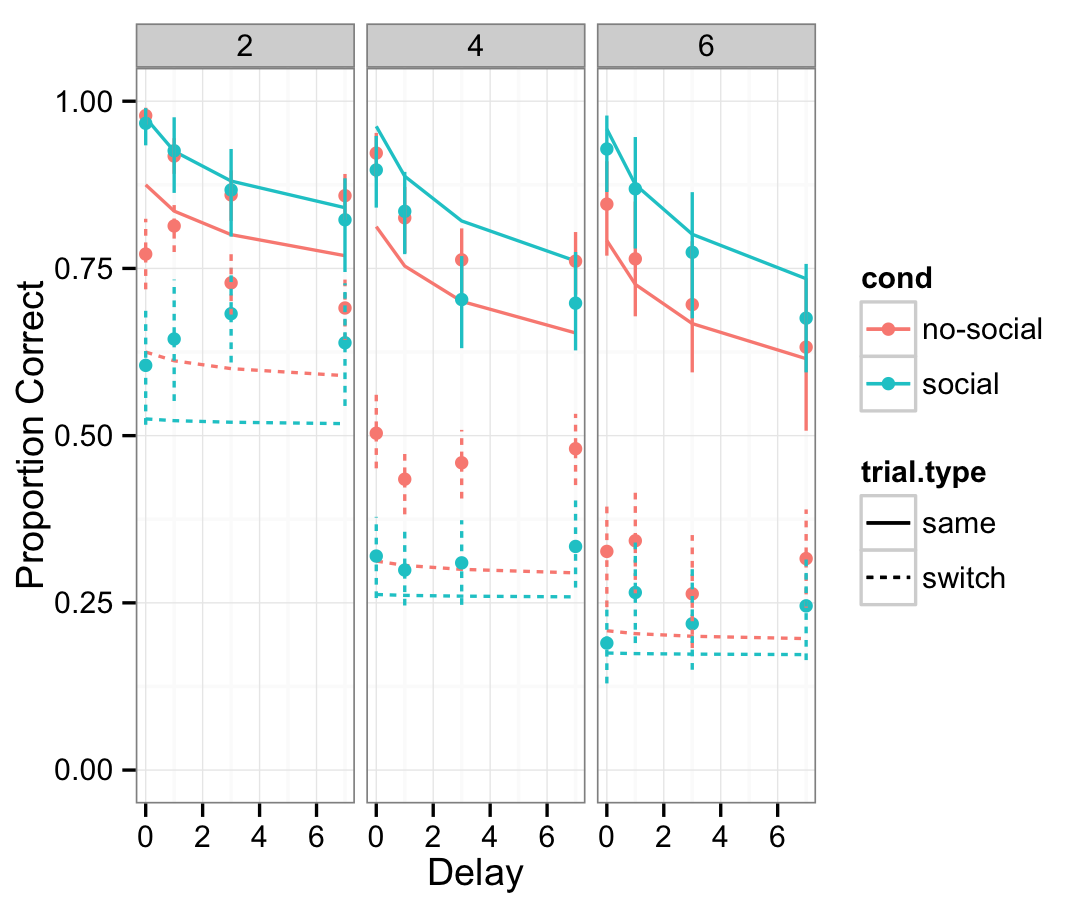 2 4 6
1.00
0.75
0.50
0.25
0.00
Proportion Correct
0 2 4 6 0 2 4 6 0 2 4 6
Delay
cond
no-social
social
trial.type
same
switch